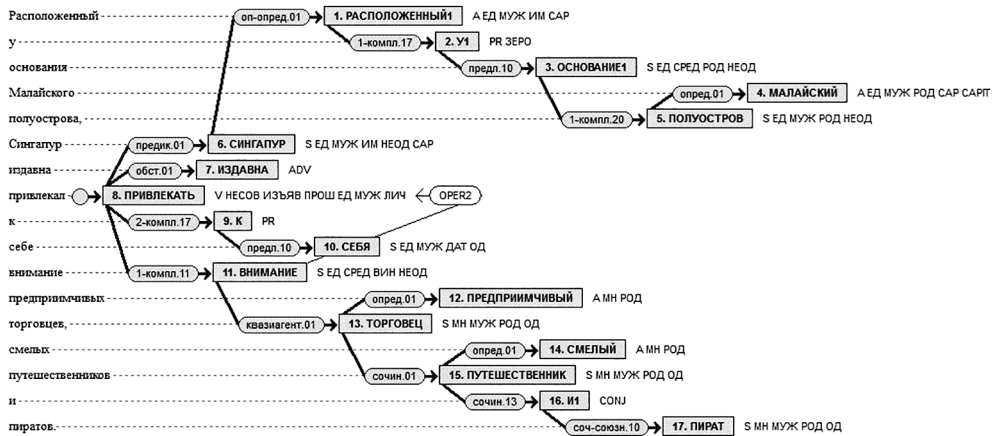 Расположенный оп-опред.01 1. РАСПОЛОЖЕННЫЙ1 A ЕД МУЖ ИМ CAP
у 1-компл.17 2. У1 PR ЗЕРО
основания предл.10 3. ОСНОВАНИЕ1 S ЕД СРЕД РОД НЕОД
Малайского опред.01 4. МАЛАЙСКИЙ A ЕД МУЖ РОД CAP CAPIT
полуострова, 1-компл.20 5. ПОЛУОСТРОВ S ЕД МУЖ РОД НЕОД
Сингапур предик.01 6. СИНГАПУР S ЕД МУЖ ИМ НЕОД CAP
издавна обст.01 7. ИЗДАВНА ADV
привлекал 8. ПРИВЛЕКАТЬ V НЕСОВ ИЗЪЯВ ПРОШ ЕД МУЖ ЛИЧ OPER2
к 2-компл.17 9. К PR
себе предл.10 10. СЕБЯ S ЕД МУЖ ДАТ ОД
внимание 1-компл.11 11. ВНИМАНИЕ S ЕД СРЕД ВИН НЕОД
предприимчивых опред.01 12. ПРЕДПРИИМЧИВЫЙ A МН РОД
торговцев, квазиагент.01 13. ТОРГОВЕЦ S МН МУЖ РОД ОД
смелых опред.01 14. СМЕЛЫЙ A МН РОД
путешественников сочин.01 15. ПУТЕШЕСТВЕННИК S МН МУЖ РОД ОД
и сочин.13 16. И1 CONJ
пиратов. соч-союзн.10 17. ПИРАТ S МН МУЖ РОД ОД